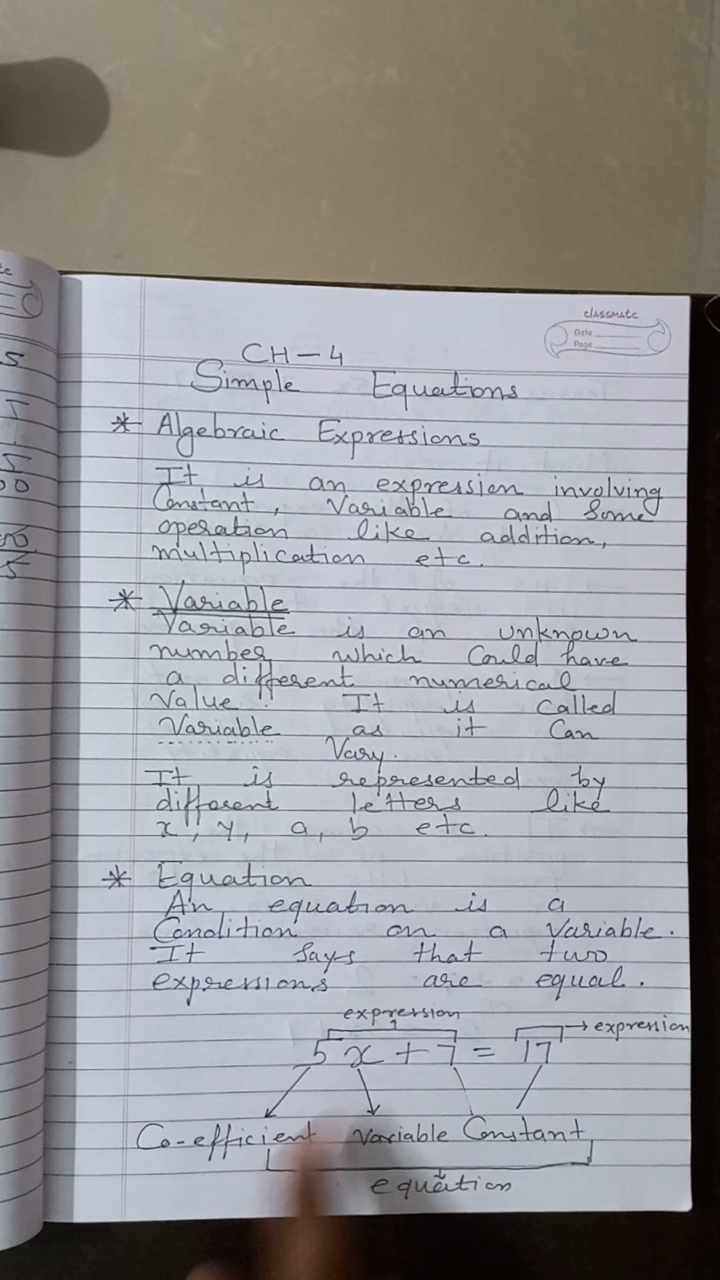 classmate
Date
Page
CH-4
Simple Equations
* Algebraic Expressions
It is an expression involving
Constant, Variable and Some
operation like addition,
multiplication etc.
* Variable
Variable is an unknown
number which Could have
a different numerical
Value. It is Called
Variable as it Can
Vary.
It is represented by
different letters like
x, y, a, b etc.
* Equation
An equation is a
Condition on a Variable.
It Says that two
expressions are equal.
expression
5x + 7 = 17 → expression
Co-efficient Variable Constant
equation